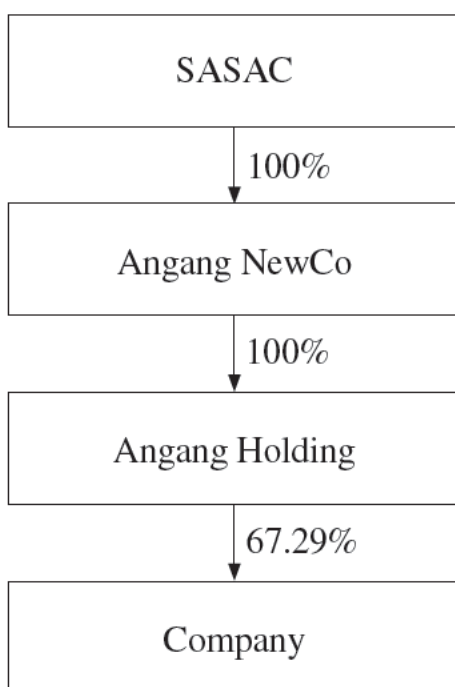 SASAC
100%
Angang NewCo
100%
Angang Holding
67.29%
Company